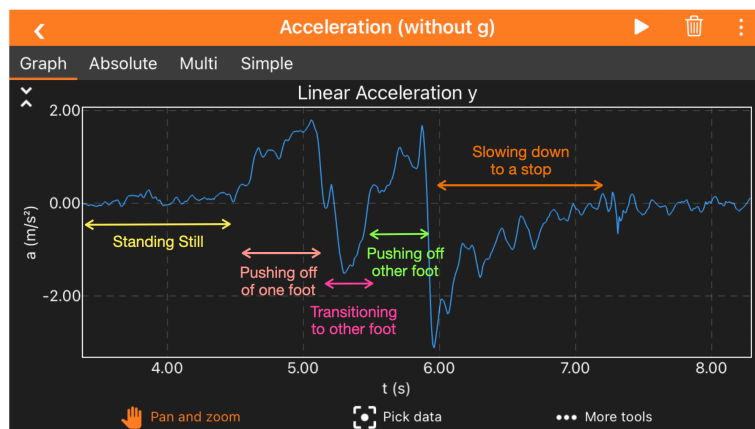 Acceleration (without g)
Graph Absolute Multi Simple
Linear Acceleration y
2.00
0.00
−2.00
a (m/s²)
Slowing down
to a stop
Standing Still
Pushing off
of one foot
Pushing off
other foot
Transitioning
to other foot
4.00 5.00 6.00 7.00 8.00
t (s)
Pan and zoom Pick data More tools